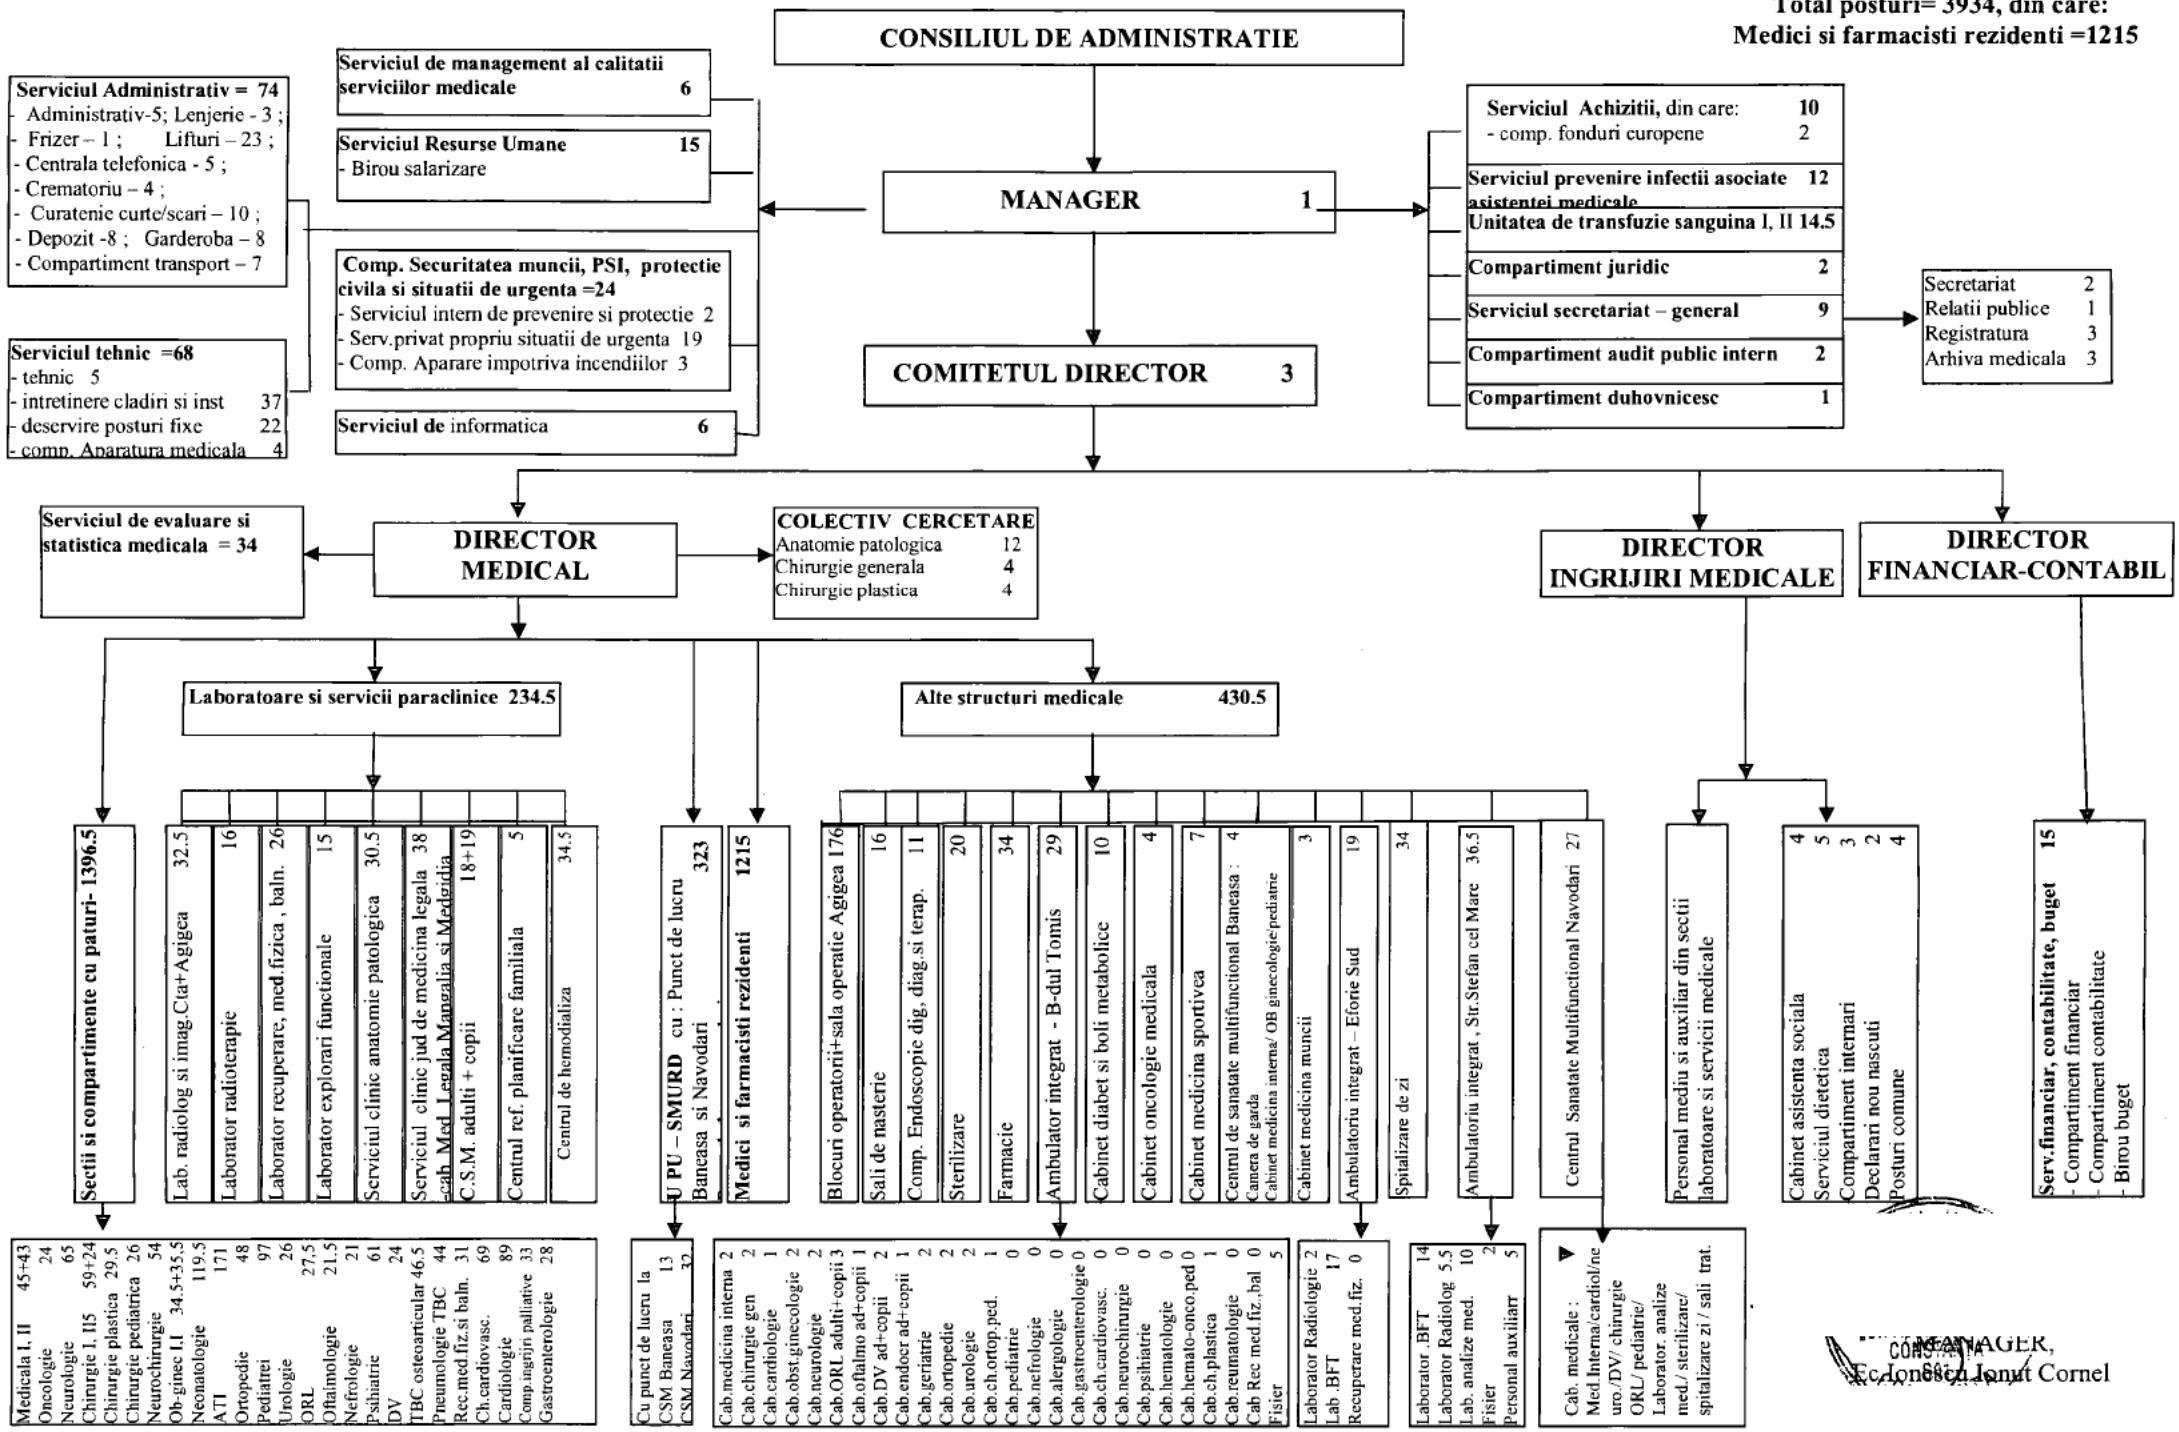 Total posturi= 3934, din care:
Medici si farmacisti rezidenti =1215
CONSILIUL DE ADMINISTRATIE
MANAGER 1
COMITETUL DIRECTOR 3
Serviciul Administrativ = 74
- Administrativ-5; Lenjerie - 3 ;
- Frizer – 1 ; Lifturi – 23 ;
- Centrala telefonica - 5 ;
- Crematoriu – 4 ;
- Curatenie curte/scari – 10 ;
- Depozit -8 ; Garderoba – 8
- Compartiment transport – 7
Serviciul tehnic =68
- tehnic 5
- intretinere cladiri si inst 37
- deservire posturi fixe 22
- comp. Aparatura medicala 4
Serviciul de management al calitatii
serviciilor medicale 6
Serviciul Resurse Umane 15
- Birou salarizare
Comp. Securitatea muncii, PSI, protectie
civila si situatii de urgenta =24
- Serviciul intern de prevenire si protectie 2
- Serv.privat propriu situatii de urgenta 19
- Comp. Aparare impotriva incendiilor 3
Serviciul de informatica 6
Serviciul Achizitii, din care: 10
- comp. fonduri curopene 2
Serviciul prevenire infectii asociate 12
asistentei medicale
Unitatea de transfuzie sanguina I, II 14.5
Compartiment juridic 2
Serviciul secretariat – general 9
Compartiment audit public intern 2
Compartiment duhovnicesc 1
Secretariat 2
Relatii publice 1
Registratura 3
Arhiva medicala 3
Serviciul de evaluare si
statistica medicala = 34
DIRECTOR
MEDICAL
COLECTIV CERCETARE
Anatomie patologica 12
Chirurgie generala 4
Chirurgie plastica 4
DIRECTOR
INGRIJIRI MEDICALE
DIRECTOR
FINANCIAR-CONTABIL
Laboratoare si servicii paraclinice 234.5
Alte structuri medicale 430.5
Sectii si compartimente cu paturi- 1396.5
Lab. radiolog si imag.Cta+Agigea 32.5
Laborator radioterapie 16
Laborator recuperare, med.fizica , baln. 26
Laborator explorari functionale 15
Serviciul clinic anatomie patologica 30.5
Serviciul clinic jud de medicina legala 38
-cab Med Legala Mangalia si Medgidia
C.S.M. adulti + copii 18+19
Centrul ref. planificare familiala 5
Centrul de hemodializa 34.5
U PU – SMURD cu : Punct de lucru
Baneasa si Navodari 323
Medici si farmacisti rezidenti 1215
Blocuri operatorii+sala operatie Agigea 176
Sali de nasterie 16
Comp. Endoscopie dig, diag.si terap. 11
Sterilizare 20
Farmacie 34
Ambulator integrat - B-dul Tomis 29
Cabinet diabet si boli metabolice 10
Cabinet oncologie medicala 4
Cabinet medicina sportivea 7
Centrul de sanatate multifunctional Baneasa : 4
Camera de garda
Cabinet medicina interna/ OB ginecologie/pediatrie
Cabinet medicina muncii 3
Ambulatoriu integrat – Eforie Sud 19
Spitalizare de zi 34
Ambulatoriu integrat , Str.Stefan cel Mare 36.5
Centrul Sanatate Multifunctional Navodari 27
Personal mediu si auxiliar din sectii
laboratoare si servicii medicale
Cabinet asistenta sociala 4
Serviciul dietetica 5
Compartiment internari 3
Declarari nou nascuti 2
Posturi comune 4
Serv.financiar, contabilitate, buget 15
- Compartiment financiar
- Compartiment contabilitate
- Birou buget
Medicala I, II 45+43
Oncologie 24
Neurologie 65
Chirurgie I, II5 59+24
Chirurgie plastica 29.5
Chirurgie pediatrica 26
Neurochirurgie 54
Ob-ginec I,I 34.5+35.5
Neonatologie 119.5
ATI 171
Ortopedie 48
Pediatrei 97
Urologie 26
ORL 27.5
Oftaimologie 21.5
Nefrologie 21
Psihiatrie 61
DV 24
TBC osteoarticular 46.5
Pneumologie TBC 44
Rec.med.fiz.si baln. 31
Ch.cardiovasc. 69
Cardiologie 89
Comp.ingrijri palliative 33
Gastroenterologie 28
Cu punct de lucru la
CSM Baneasa 13
CSM Navodari 32
Cab.medicina interna 2
Cab.chirurgie gen 2
Cab.cardiologie 1
Cab.obst.ginecologie 2
Cab.neurologie 2
Cab.ORL adulti+copii 3
Cab.oftalmo ad+copii 1
Cab.DV ad+copii 2
Cab.endocr ad+copii 1
Cab.geriatrie 2
Cab.ortopedie 2
Cab.urologie 2
Cab.ch.ortop.ped. 1
Cab.pediatrie 0
Cab.nefrologie 0
Cab.alergologie 0
Cab.gastroenterologie 0
Cab.ch.cardiovasc. 0
Cab.neurochirurgie 0
Cab.psihiatrie 0
Cab.hematologie 0
Cab.hemato-onco.ped 0
Cab.ch.plastica 1
Cab.reumatologie 0
Cab Rec med.fiz.,bal 0
Fisier 5
Laborator Radiologie 2
Lab .BFT 17
Recuperare med.fiz. 0
Laborator .BFT 14
Laborator Radiolog 5.5
Lab. analize med. 10
Fisier 2
Personal auxiliarr 5
Cab. medicale :
Med Interna/cardiol/ne
uro./DV/ chirurgie
ORL/ pediatrie/
Laborator. analize
med./ sterilizare/
spitalizare zi / sali trat.
MANAGER,
Ec.Ionescu Ionut Cornel